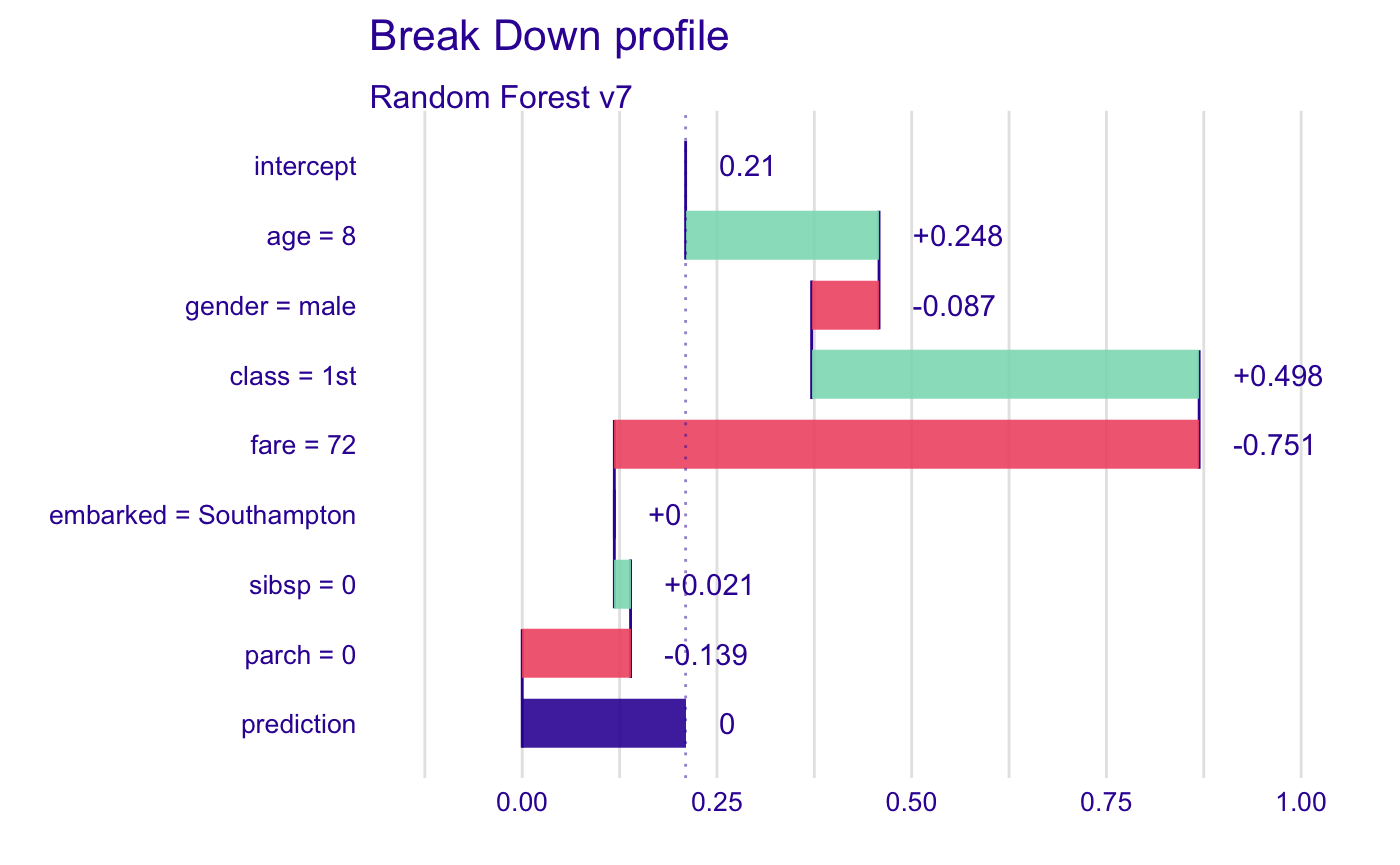 Break Down profile
Random Forest v7
intercept 0.21
age = 8 +0.248
gender = male -0.087
class = 1st +0.498
fare = 72 -0.751
embarked = Southampton +0
sibsp = 0 +0.021
parch = 0 -0.139
prediction 0
0.00 0.25 0.50 0.75 1.00